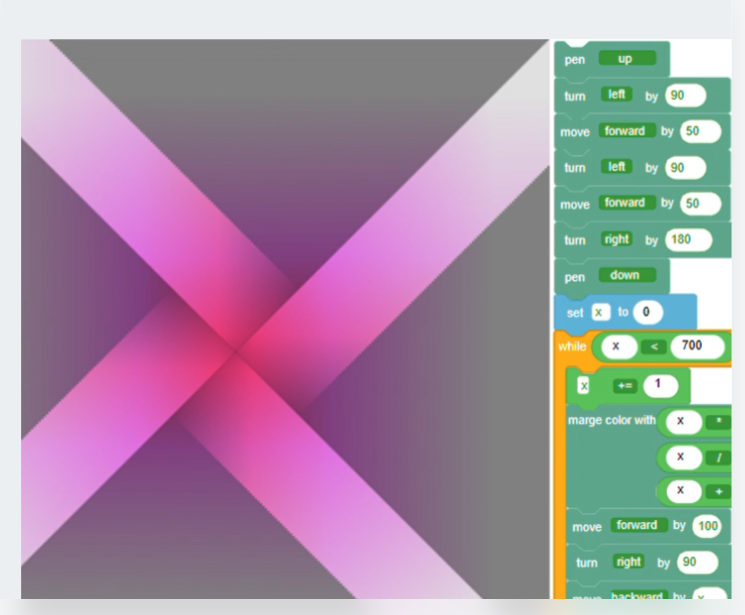 pen up
turn left by 90
move forward by 50
turn left by 90
move forward by 50
turn right by 180
pen down
set x to 0
while x < 700
x += 1
marge color with x *
x /
x +
move forward by 100
turn right by 90
move backward by x